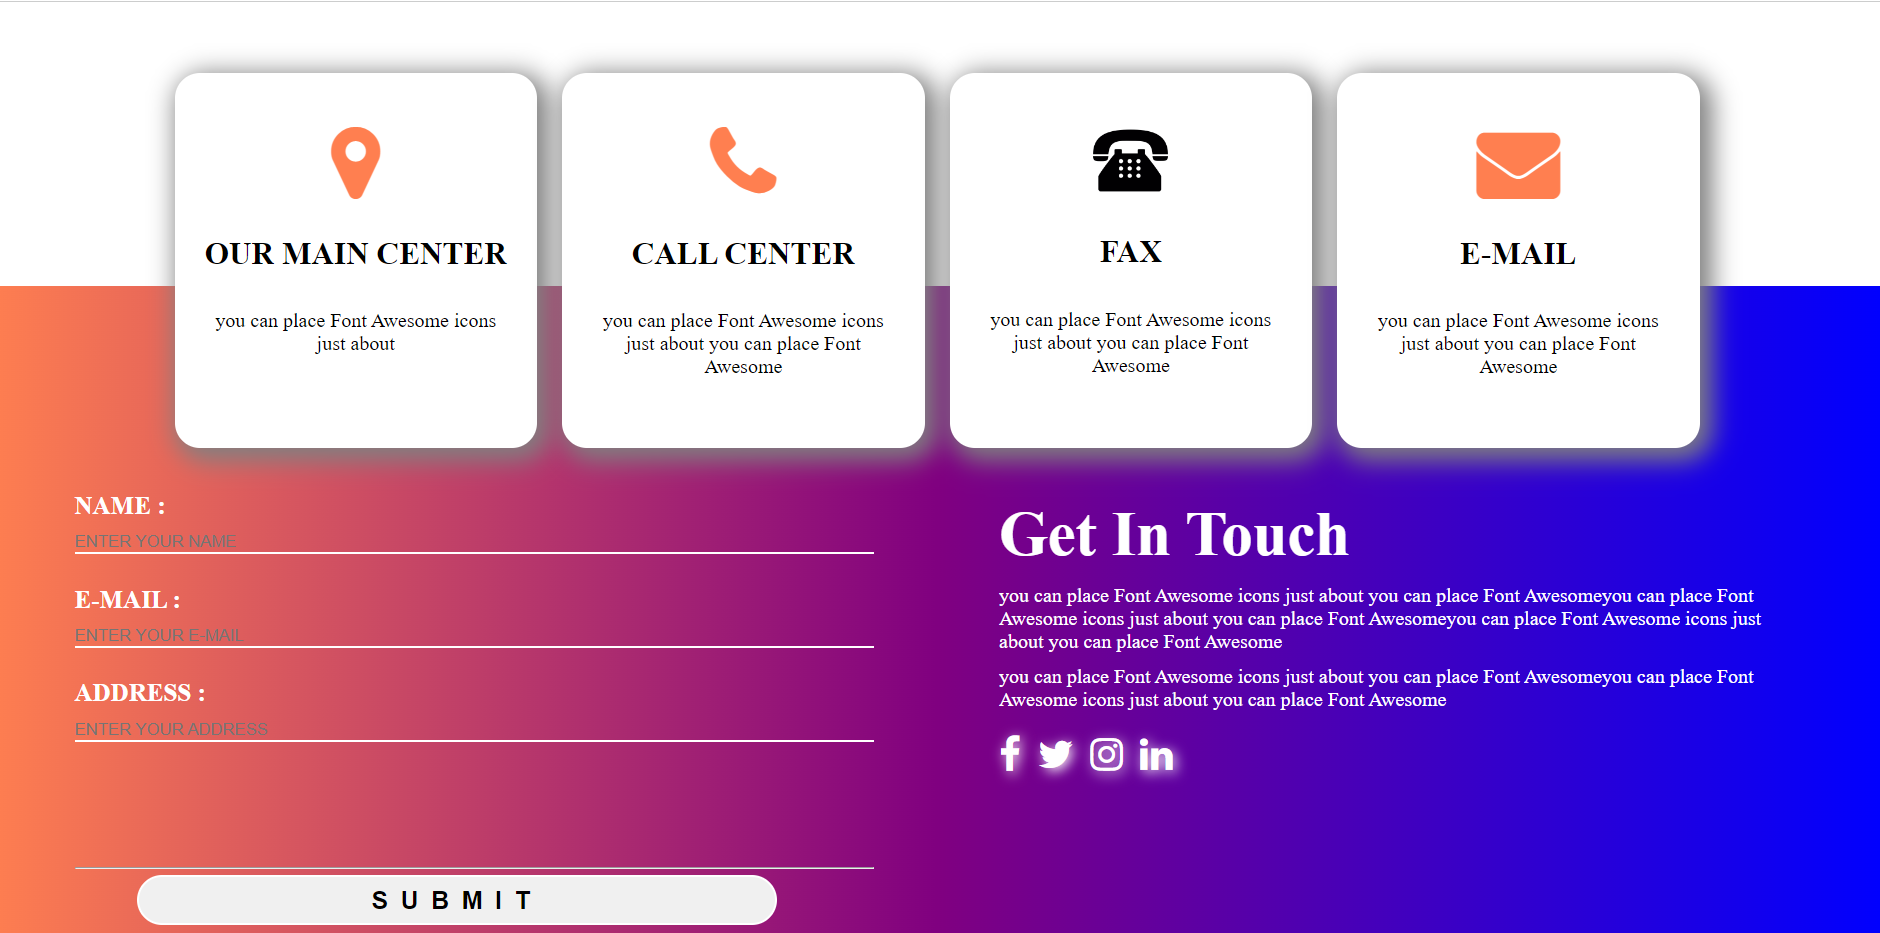 OUR MAIN CENTER
you can place Font Awesome icons
just about
CALL CENTER
you can place Font Awesome icons
just about you can place Font
Awesome
FAX
you can place Font Awesome icons
just about you can place Font
Awesome
E-MAIL
you can place Font Awesome icons
just about you can place Font
Awesome
NAME :
ENTER YOUR NAME
E-MAIL :
ENTER YOUR E-MAIL
ADDRESS :
ENTER YOUR ADDRESS
SUBMIT
Get In Touch
you can place Font Awesome icons just about you can place Font Awesomeyou can place Font
Awesome icons just about you can place Font Awesomeyou can place Font Awesome icons just
about you can place Font Awesome
you can place Font Awesome icons just about you can place Font Awesomeyou can place Font
Awesome icons just about you can place Font Awesome